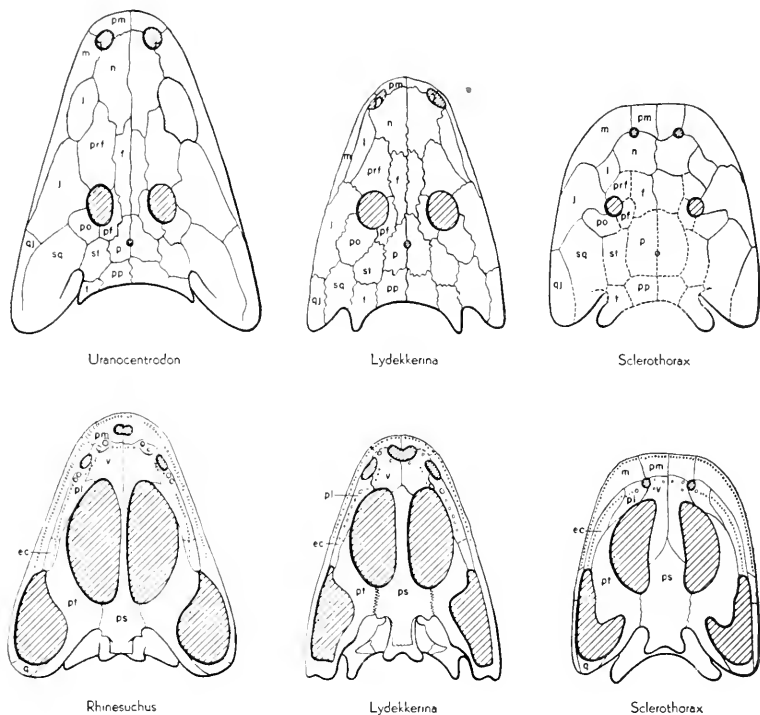 pm
m
n
l
prf
f
j
po
pf
p
qj
sq
st
pp
t
Uranocentrodon
pm
n
l
m
prf
f
j
po
pf
st
p
qj
sq
t
pp
Lydekkerina
m
pm
n
l
prf
f
j
po
pf
p
sq
st
qj
pp
t
Sclerothorax
pm
v
pl
ec
pt
ps
q
Rhinesuchus
v
pl
ec
pt
ps
Lydekkerina
m
pm
v
pl
ec
pt
ps
q
Sclerothorax